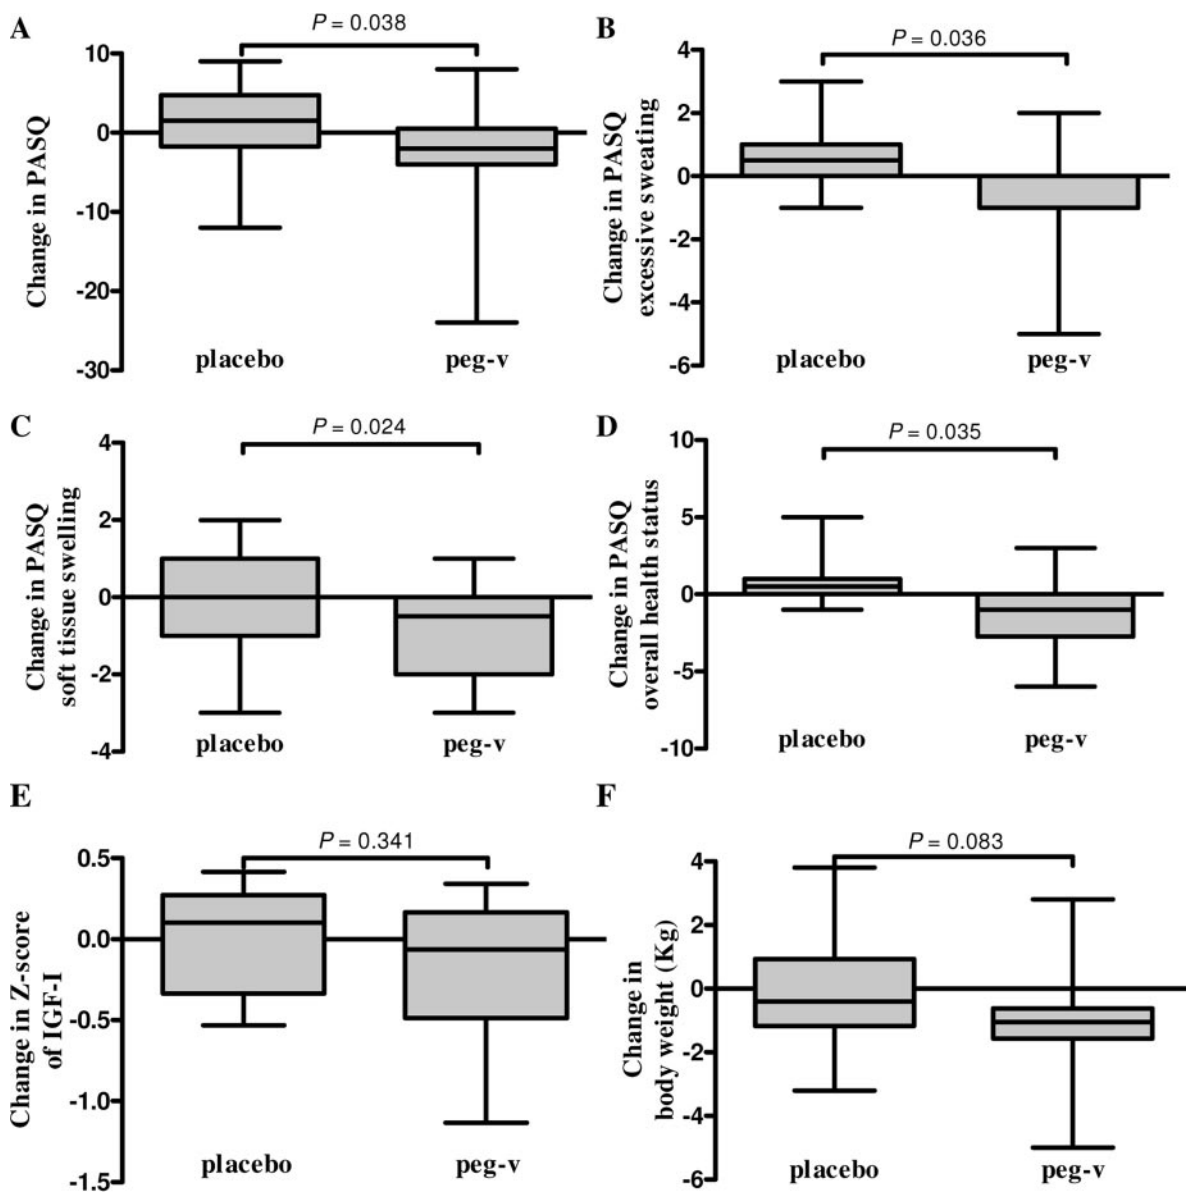 A
P = 0.038
Change in PASQ
10
0
-10
-20
-30
placebo
peg-v
B
P = 0.036
Change in PASQ
excessive sweating
4
2
0
-2
-4
-6
placebo
peg-v
C
P = 0.024
Change in PASQ
soft tissue swelling
4
2
0
-2
-4
placebo
peg-v
D
P = 0.035
Change in PASQ
overall health status
10
5
0
-5
-10
placebo
peg-v
E
P = 0.341
Change in Z-score
of IGF-I
0.5
0.0
-0.5
-1.0
-1.5
placebo
peg-v
F
P = 0.083
Change in
body weight (Kg)
4
2
0
-2
-4
-6
placebo
peg-v